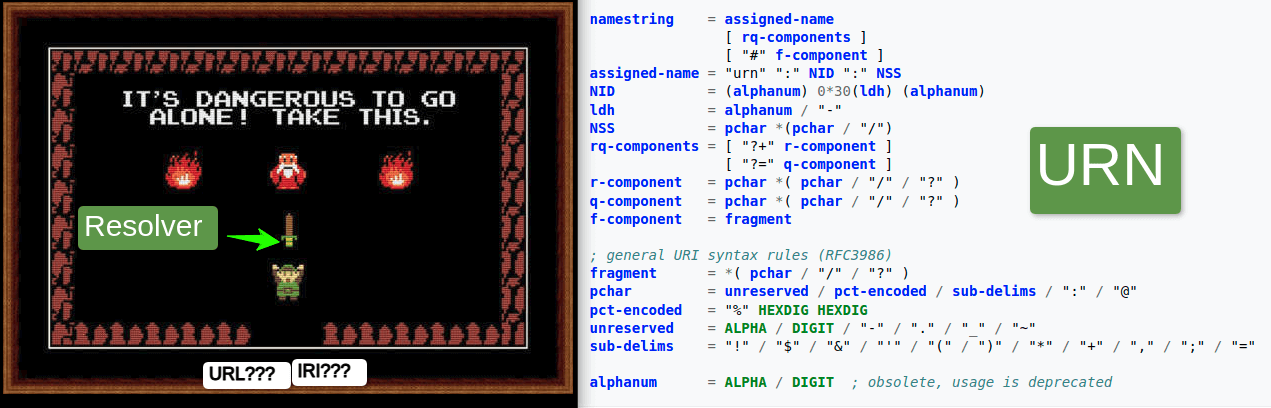 IT'S DANGEROUS TO GO
ALONE! TAKE THIS.
Resolver
URL???
IRI???
namestring    = assigned-name
                [ rq-components ]
                [ "#" f-component ]
assigned-name = "urn" ":" NID ":" NSS
NID           = (alphanum) 0*30(ldh) (alphanum)
ldh           = alphanum / "-"
NSS           = pchar *(pchar / "/")
rq-components = [ "?+" r-component ]
                [ "?=" q-component ]
r-component   = pchar *( pchar / "/" / "?" )
q-component   = pchar *( pchar / "/" / "?" )
f-component   = fragment
; general URI syntax rules (RFC3986)
fragment      = *( pchar / "/" / "?" )
pchar         = unreserved / pct-encoded / sub-delims / ":" / "@"
pct-encoded   = "%" HEXDIG HEXDIG
unreserved    = ALPHA / DIGIT / "-" / "." / "_" / "~"
sub-delims    = "!" / "$" / "&" / "'" / "(" / ")" / "*" / "+" / "," / ";" / "="
alphanum      = ALPHA / DIGIT  ; obsolete, usage is deprecated
URN